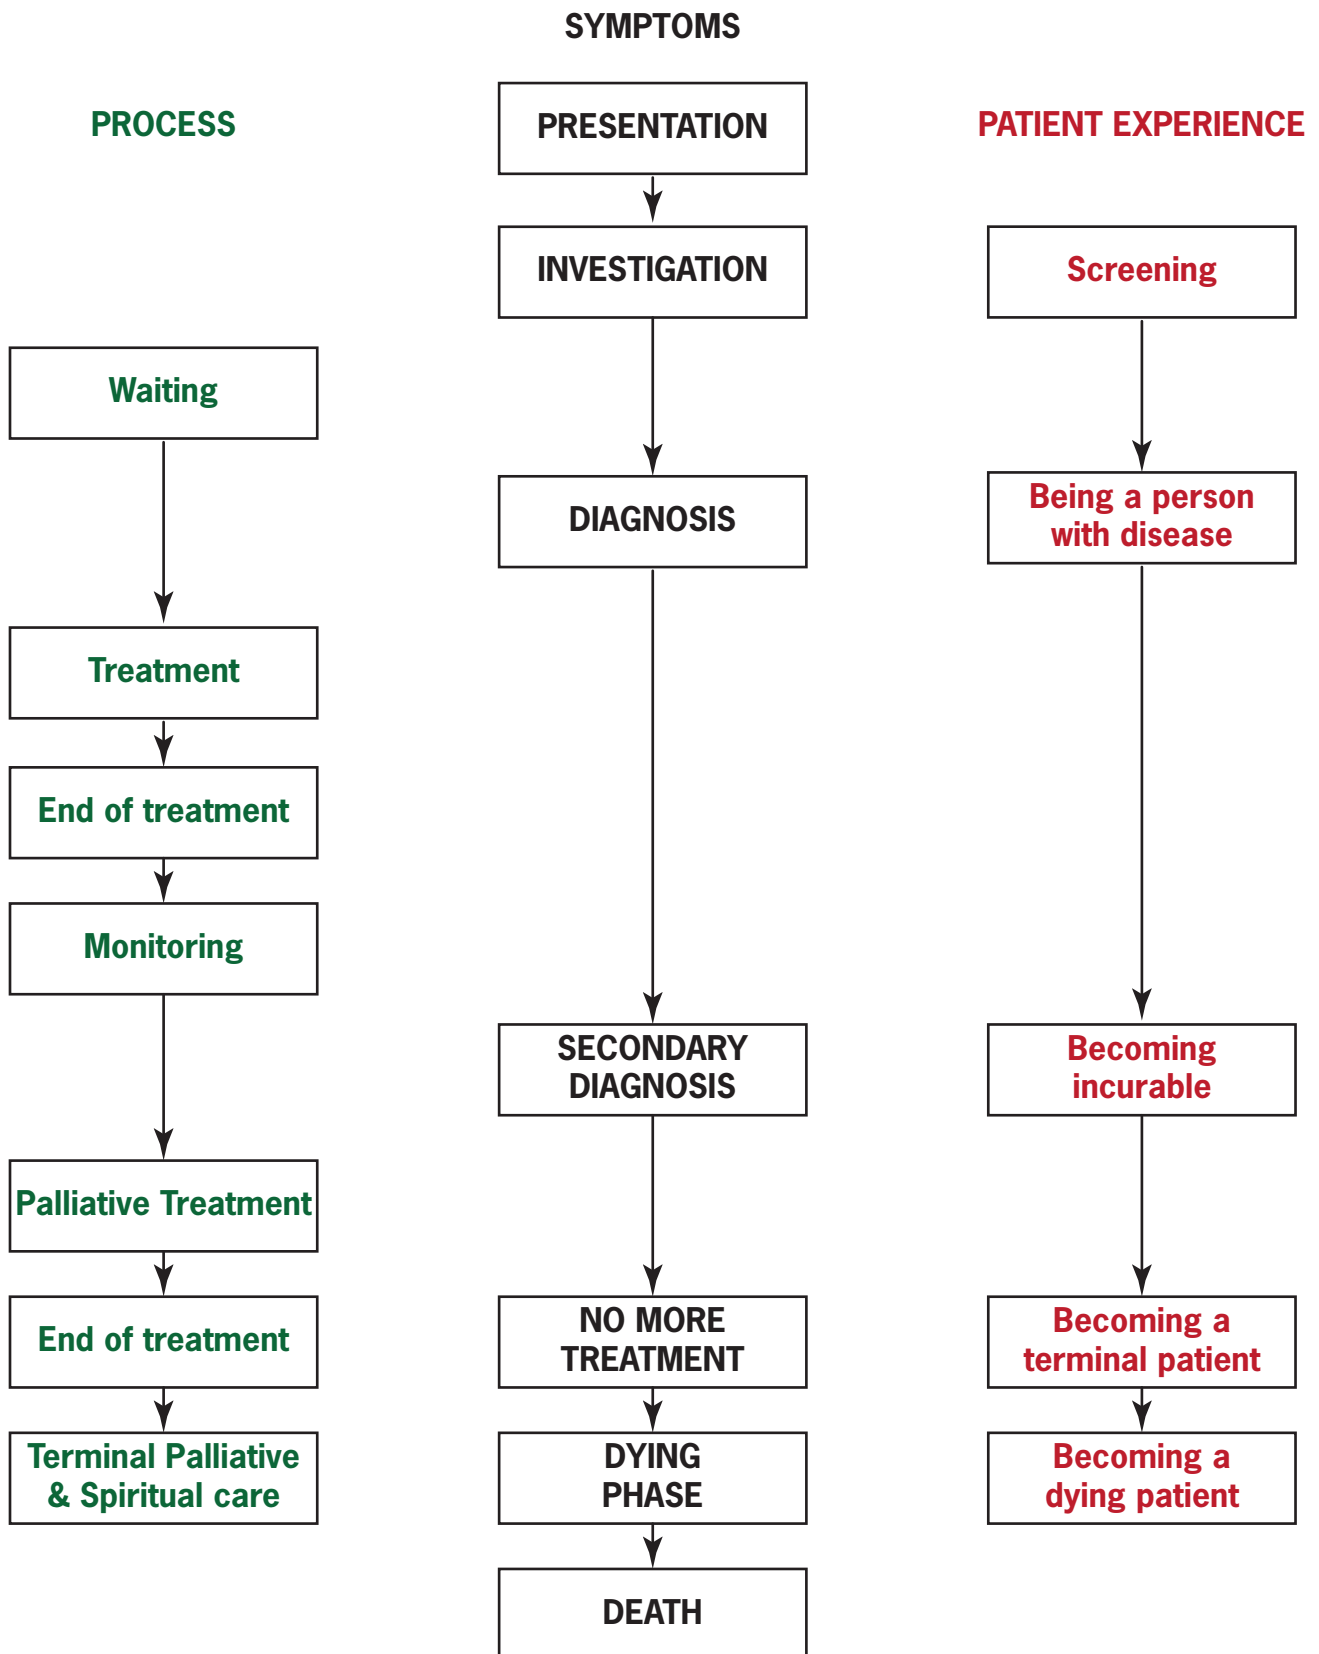 SYMPTOMS
PROCESS
PRESENTATION
PATIENT EXPERIENCE
INVESTIGATION
Screening
Waiting
DIAGNOSIS
Being a person
with disease
Treatment
End of treatment
Monitoring
SECONDARY
DIAGNOSIS
Becoming
incurable
Palliative Treatment
End of treatment
NO MORE
TREATMENT
Becoming a
terminal patient
Terminal Palliative
& Spiritual care
DYING
PHASE
Becoming a
dying patient
DEATH